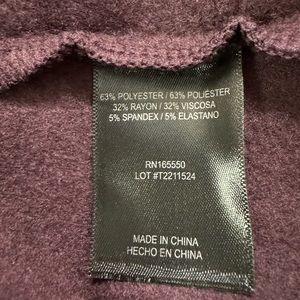 63% POLYESTER / 63% POLIÉSTER
32% RAYON / 32% VISCOSA
5% SPANDEX / 5% ELASTANO
RN165550
LOT #T2211524
MADE IN CHINA
HECHO EN CHINA